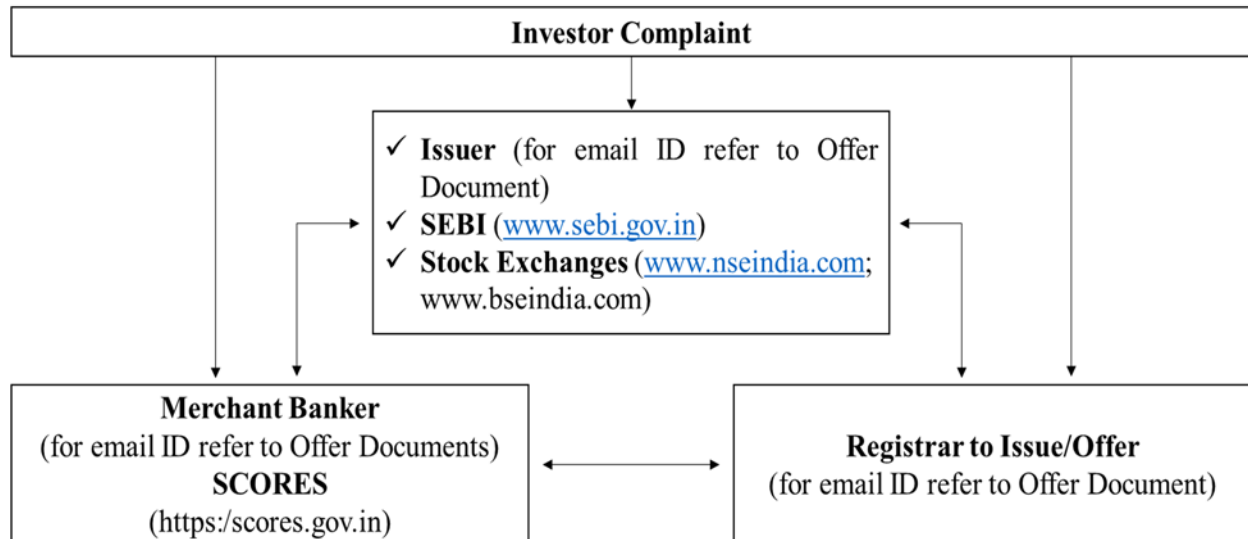 Investor Complaint
✓ Issuer (for email ID refer to Offer
Document)
✓ SEBI (www.sebi.gov.in)
✓ Stock Exchanges (www.nseindia.com;
www.bseindia.com)
Merchant Banker
(for email ID refer to Offer Documents)
SCORES
(https:/scores.gov.in)
Registrar to Issue/Offer
(for email ID refer to Offer Document)